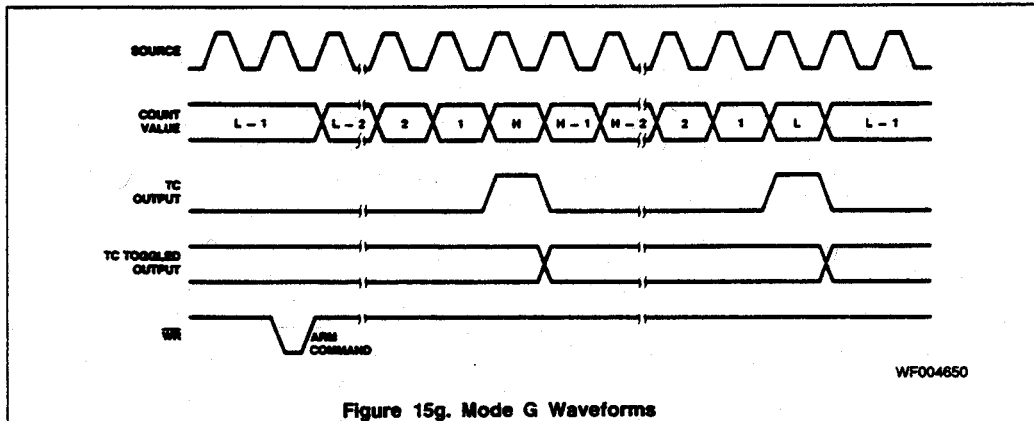 SOURCE
COUNT
VALUE
L – 1 L – 2 2 1 H H – 1 H – 2 2 1 L L – 1
TC
OUTPUT
TC TOGGLED
OUTPUT
WR
ARM
COMMAND
WF004650
Figure 15g. Mode G Waveforms